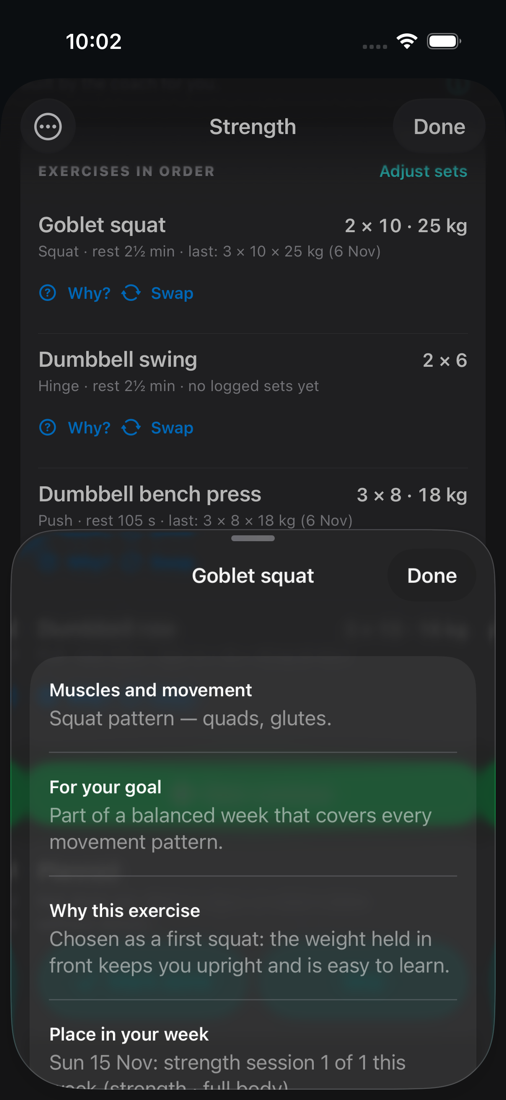 10:02
Strength
Done
EXERCISES IN ORDER
Adjust sets
Goblet squat
2 × 10 · 25 kg
Squat · rest 2½ min · last: 3 × 10 × 25 kg (6 Nov)
Why?
Swap
Dumbbell swing
2 × 6
Hinge · rest 2½ min · no logged sets yet
Why?
Swap
Dumbbell bench press
3 × 8 · 18 kg
Push · rest 105 s · last: 3 × 8 × 18 kg (6 Nov)
Goblet squat
Done
Muscles and movement
Squat pattern — quads, glutes.
For your goal
Part of a balanced week that covers every
movement pattern.
Why this exercise
Chosen as a first squat: the weight held in
front keeps you upright and is easy to learn.
Place in your week
Sun 15 Nov: strength session 1 of 1 this
week (strength · full body)